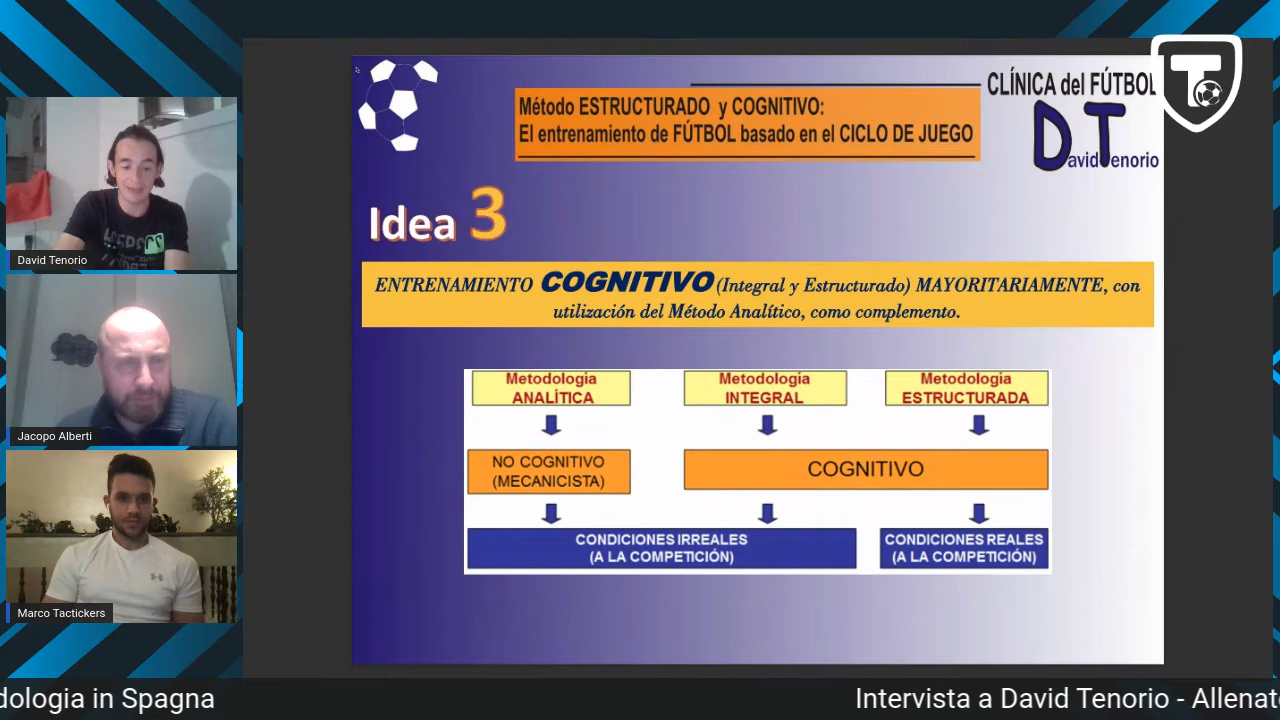 CLÍNICA del FÚTBOL
Método ESTRUCTURADO y COGNITIVO:
El entrenamiento de FÚTBOL basado en el CICLO DE JUEGO
David Tenorio
Idea 3
ENTRENAMIENTO COGNITIVO (Integral y Estructurado) MAYORITARIAMENTE, con
utilización del Método Analítico, como complemento.
Metodología
ANALÍTICA
Metodología
INTEGRAL
Metodología
ESTRUCTURADA
NO COGNITIVO
(MECANICISTA)
COGNITIVO
CONDICIONES IRREALES
(A LA COMPETICIÓN)
CONDICIONES REALES
(A LA COMPETICIÓN)
David Tenorio
Jacopo Alberti
Marco Tactickers
dologia in Spagna
Intervista a David Tenorio - Allenat